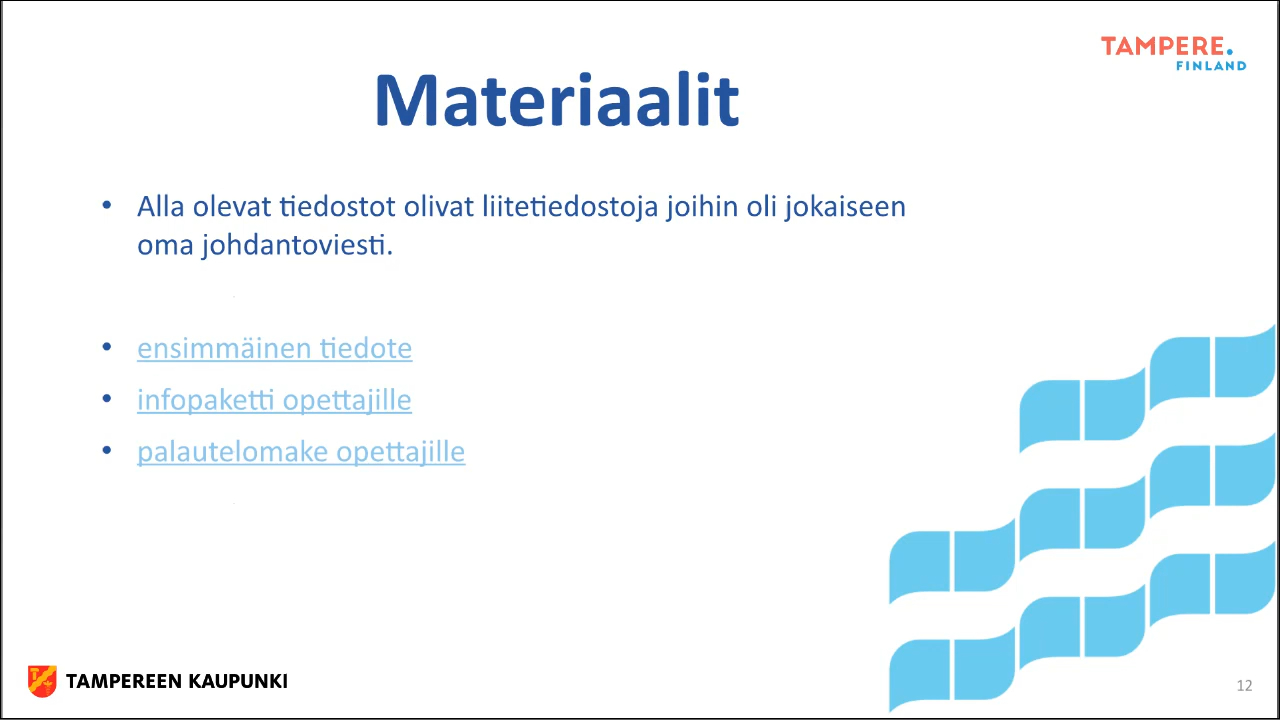 TAMPERE.
FINLAND
Materiaalit
• Alla olevat tiedostot olivat liitetiedostoja joihin oli jokaiseen
oma johdantoviesti.
• ensimmäinen tiedote
• infopaketti opettajille
• palautelomake opettajille
TAMPEREEN KAUPUNKI
12